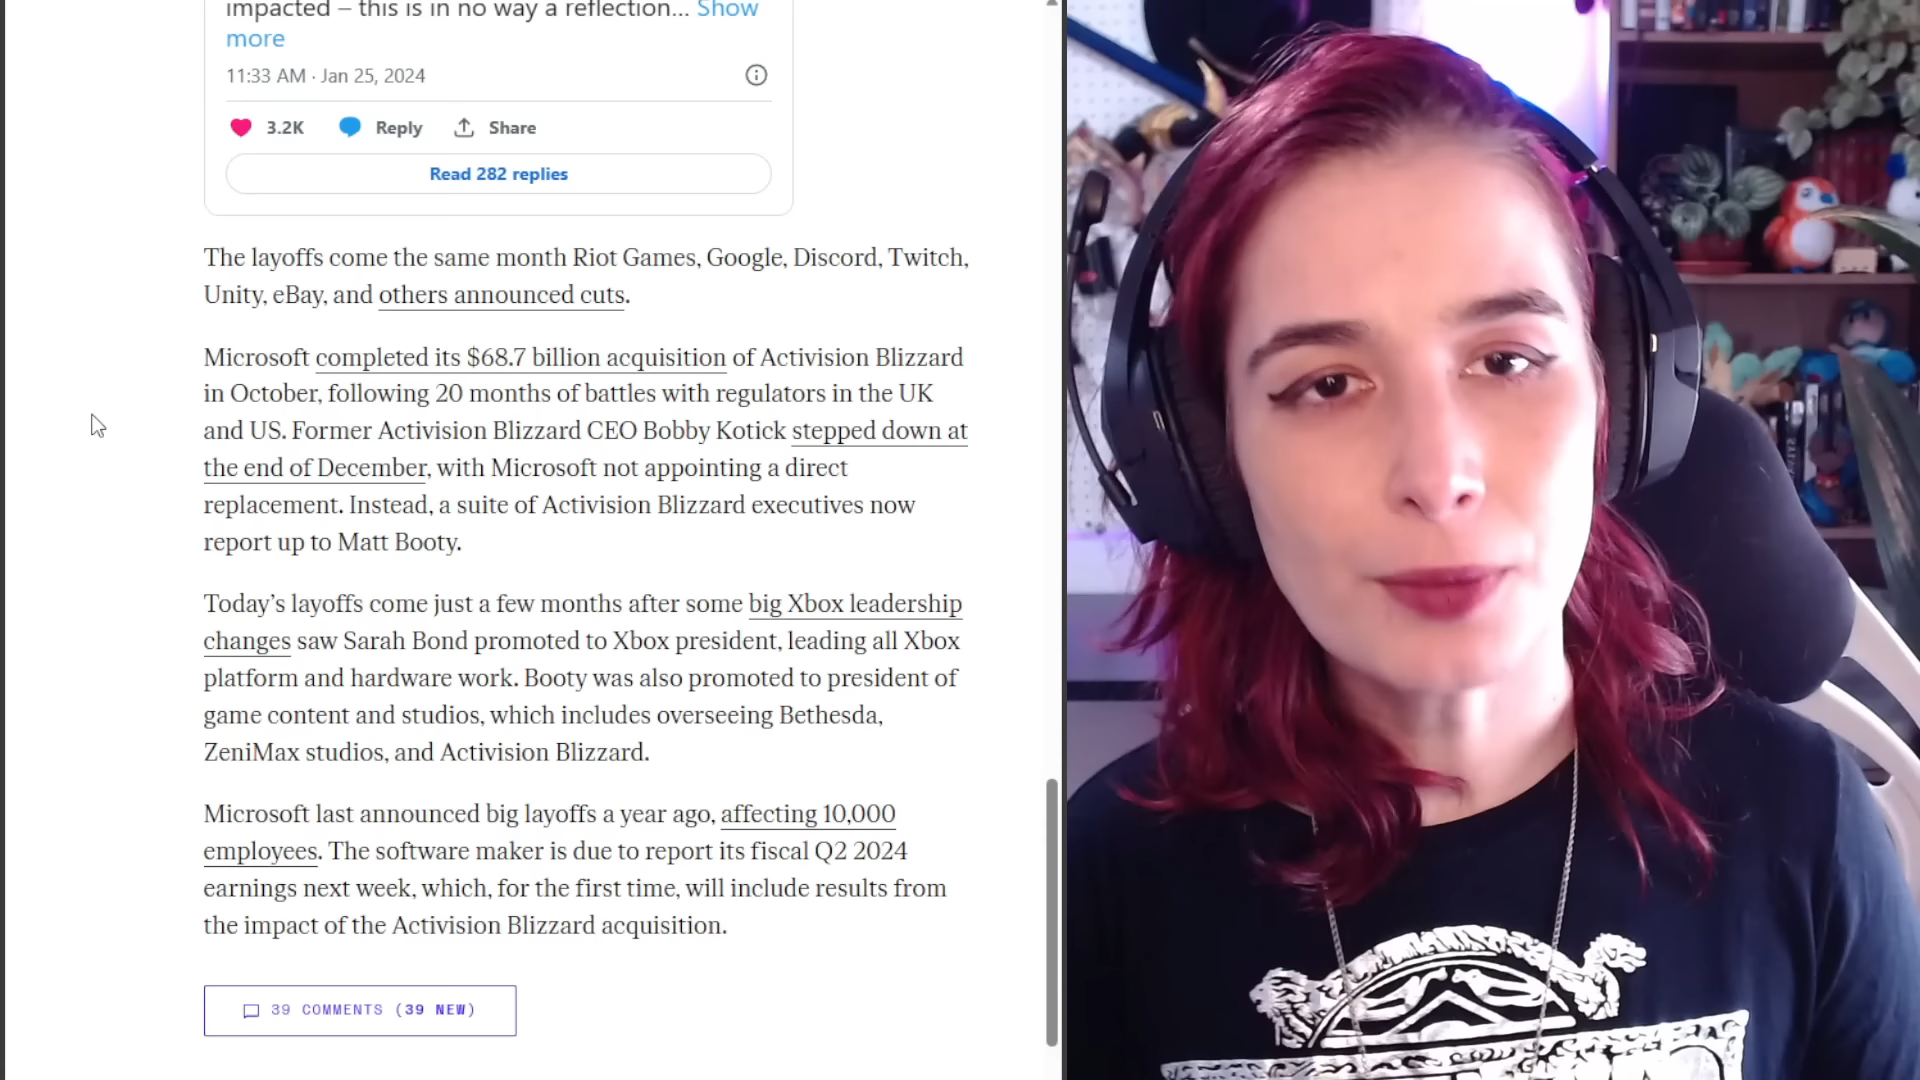 impacted – this is in no way a reflection... Show
more
11:33 AM · Jan 25, 2024
3.2K Reply Share
Read 282 replies
The layoffs come the same month Riot Games, Google, Discord, Twitch,
Unity, eBay, and others announced cuts.
Microsoft completed its $68.7 billion acquisition of Activision Blizzard
in October, following 20 months of battles with regulators in the UK
and US. Former Activision Blizzard CEO Bobby Kotick stepped down at
the end of December, with Microsoft not appointing a direct
replacement. Instead, a suite of Activision Blizzard executives now
report up to Matt Booty.
Today’s layoffs come just a few months after some big Xbox leadership
changes saw Sarah Bond promoted to Xbox president, leading all Xbox
platform and hardware work. Booty was also promoted to president of
game content and studios, which includes overseeing Bethesda,
ZeniMax studios, and Activision Blizzard.
Microsoft last announced big layoffs a year ago, affecting 10,000
employees. The software maker is due to report its fiscal Q2 2024
earnings next week, which, for the first time, will include results from
the impact of the Activision Blizzard acquisition.
39 COMMENTS (39 NEW)